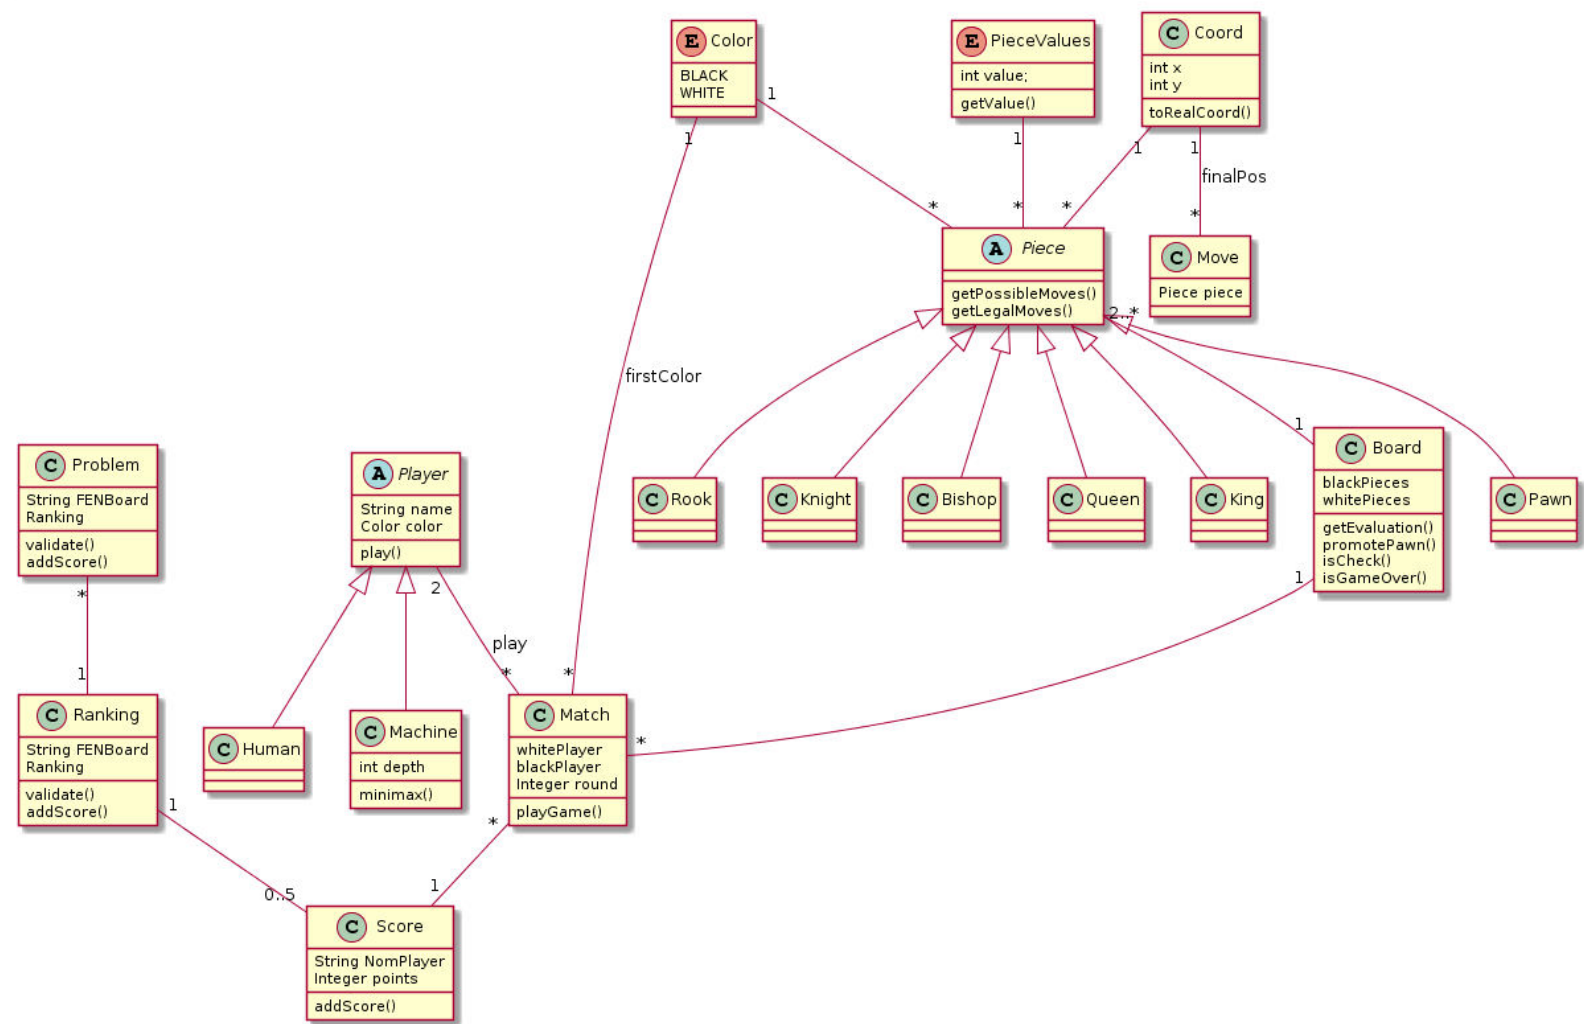 E Color
BLACK
WHITE
E PieceValues
int value;
getValue()
C Coord
int x
int y
toRealCoord()
1
1
1
1
1
finalPos
*
*
*
*
A Piece
getPossibleMoves()
getLegalMoves()
C Move
Piece piece
2..*
firstColor
1
C Problem
String FENBoard
Ranking
validate()
addScore()
A Player
String name
Color color
play()
C Rook
C Knight
C Bishop
C Queen
C King
C Board
blackPieces
whitePieces
getEvaluation()
promotePawn()
isCheck()
isGameOver()
C Pawn
*
2
1
play
1
*
*
C Ranking
String FENBoard
Ranking
validate()
addScore()
C Human
C Machine
int depth
minimax()
C Match
whitePlayer
blackPlayer
Integer round
playGame()
*
1
*
0..5
1
C Score
String NomPlayer
Integer points
addScore()